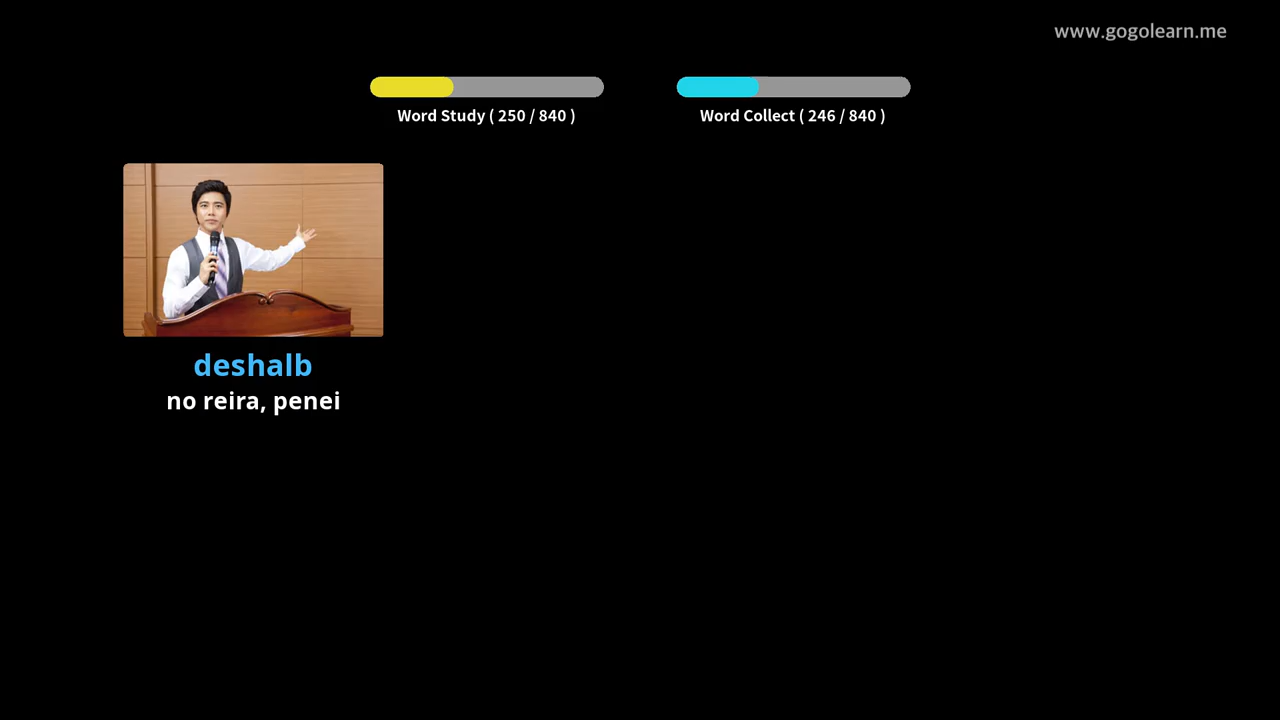 www.gogolearn.me
Word Study ( 250 / 840 )
Word Collect ( 246 / 840 )
deshalb
no reira, penei